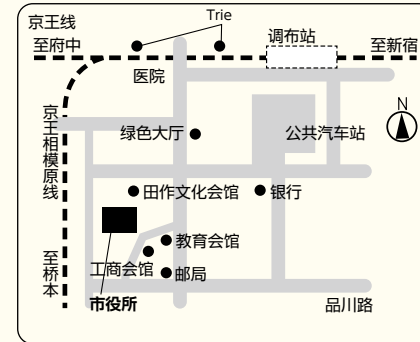 京王线
Trie
至府中
调布站
至新宿
医院
京王相模原线
绿色大厅
公共汽车站
N
田作文化会馆
银行
教育会馆
至桥本
工商会馆
邮局
市役所
品川路